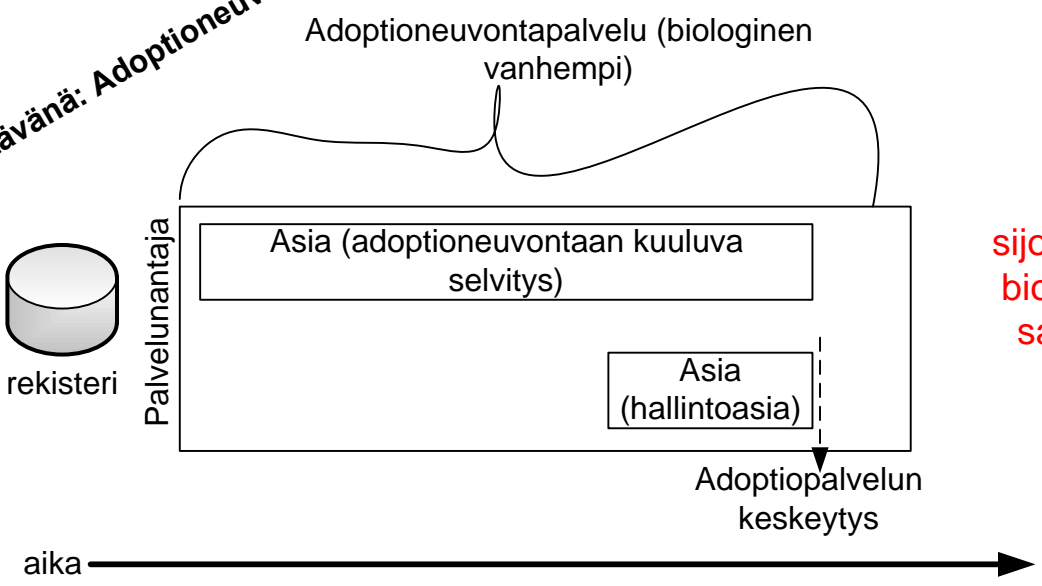 Adoptioneuvontapalvelu (biologinen
vanhempi)
Palvelunantaja
Asia (adoptioneuvontaan kuuluva
selvitys)
rekisteri
Asia
(hallintoasia)
Adoptiopalvelun
keskeytys
aika